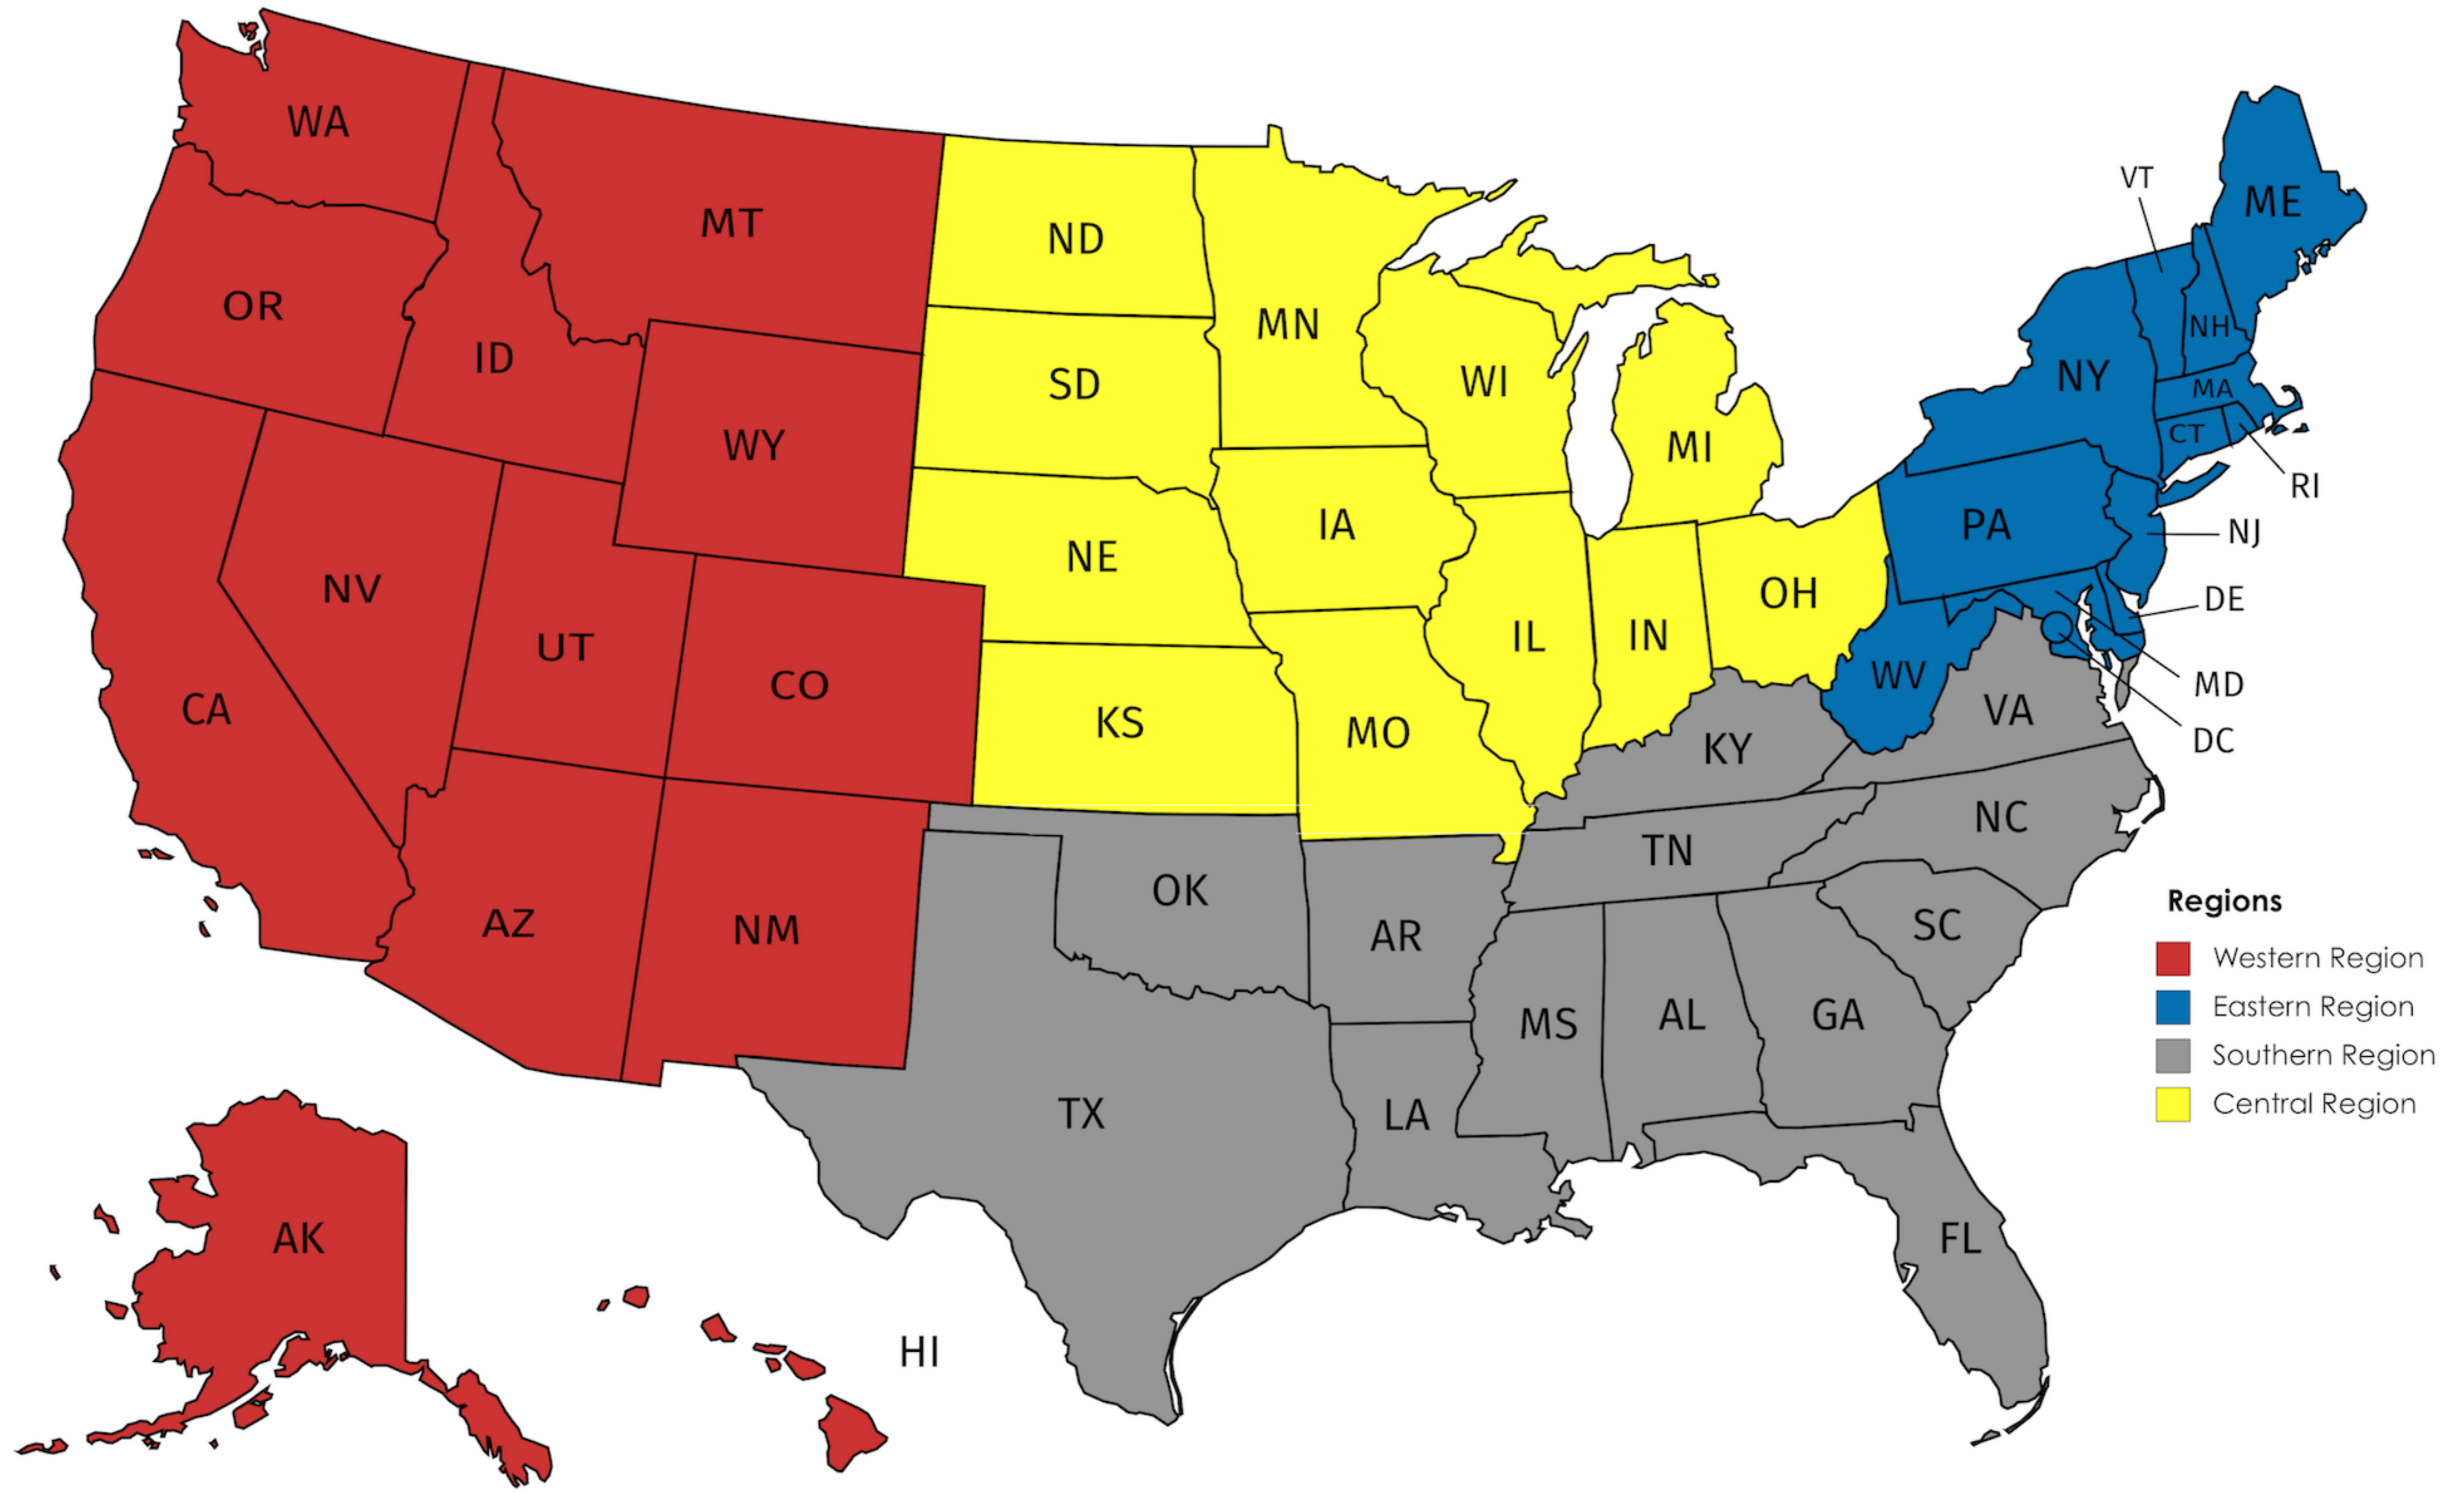 WA
MT
ND
MN
VT
ME
OR
ID
SD
WI
NH
NY
MA
WY
MI
CT
RI
NE
IA
PA
NJ
NV
OH
DE
UT
IL
IN
CO
WV
MD
CA
KS
MO
VA
KY
DC
NC
TN
OK
AZ
NM
AR
SC
MS
AL
GA
TX
LA
AK
FL
HI
Regions
Western Region
Eastern Region
Southern Region
Central Region